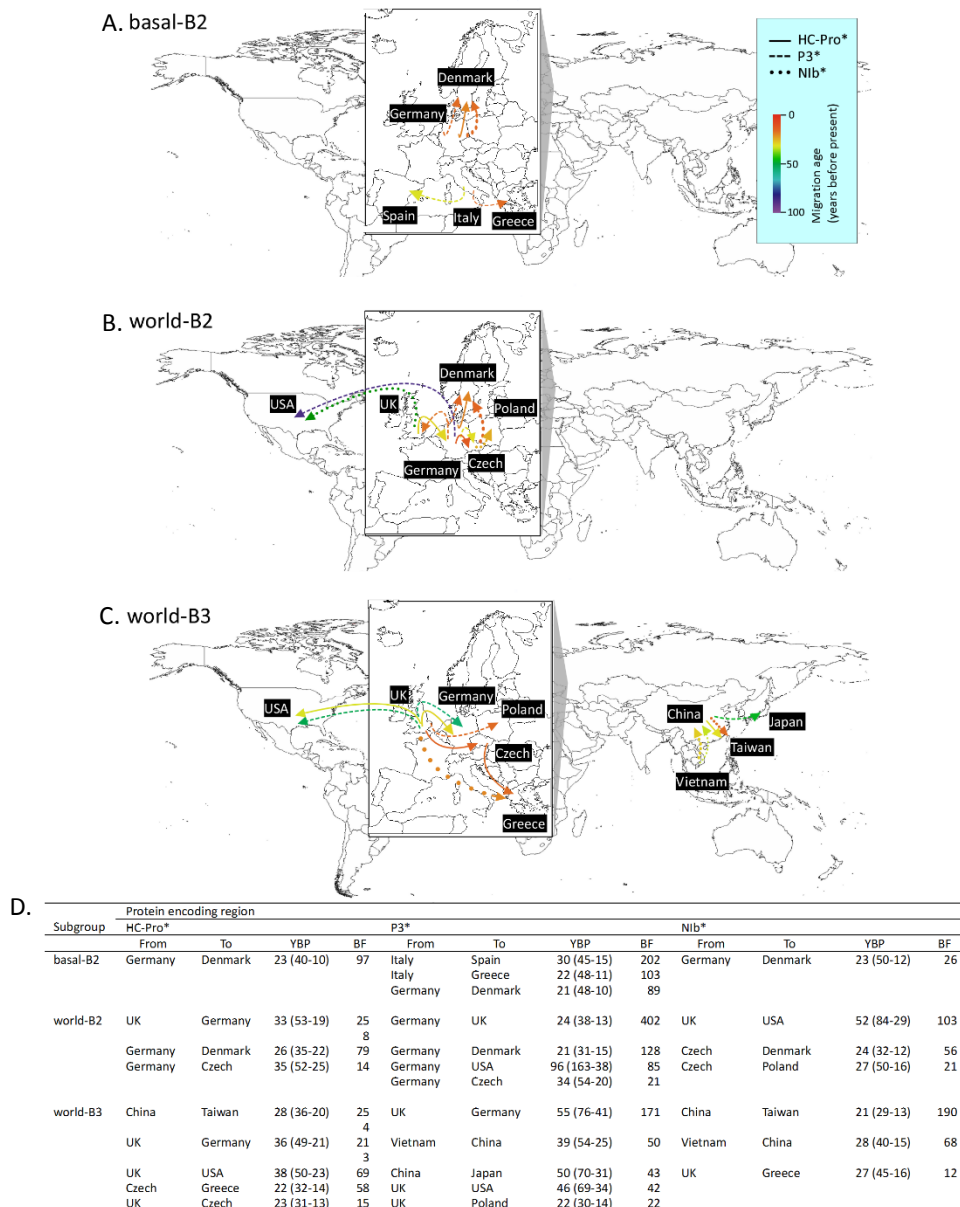 A. basal-B2
HC-Pro*
P3*
NIb*
0
50
100
Migration age
(years before present)
Denmark
Germany
Spain
Italy
Greece
B. world-B2
Denmark
USA
UK
Poland
Germany
Czech
C. world-B3
UK
Germany
USA
Poland
China
Japan
Czech
Taiwan
Vietnam
Greece
D.
Protein encoding region
Subgroup HC-Pro* P3* NIb*
From To YBP BF From To YBP BF From To YBP BF
basal-B2 Germany Denmark 23 (40-10) 97 Italy Spain 30 (45-15) 202 Germany Denmark 23 (50-12) 26
Italy Greece 22 (48-11) 103
Germany Denmark 21 (48-10) 89
world-B2 UK Germany 33 (53-19) 25 Germany UK 24 (38-13) 402 UK USA 52 (84-29) 103
8
Germany Denmark 26 (35-22) 79 Germany Denmark 21 (31-15) 128 Czech Denmark 24 (32-12) 56
Germany Czech 35 (52-25) 14 Germany USA 96 (163-38) 85 Czech Poland 27 (50-16) 21
Germany Czech 34 (54-20) 21
world-B3 China Taiwan 28 (36-20) 25 UK Germany 55 (76-41) 171 China Taiwan 21 (29-13) 190
4
UK Germany 36 (49-21) 21 Vietnam China 39 (54-25) 50 Vietnam China 28 (40-15) 68
3
UK USA 38 (50-23) 69 China Japan 50 (70-31) 43 UK Greece 27 (45-16) 12
Czech Greece 22 (32-14) 58 UK USA 46 (69-34) 42
UK Czech 23 (31-13) 15 UK Poland 22 (30-14) 22